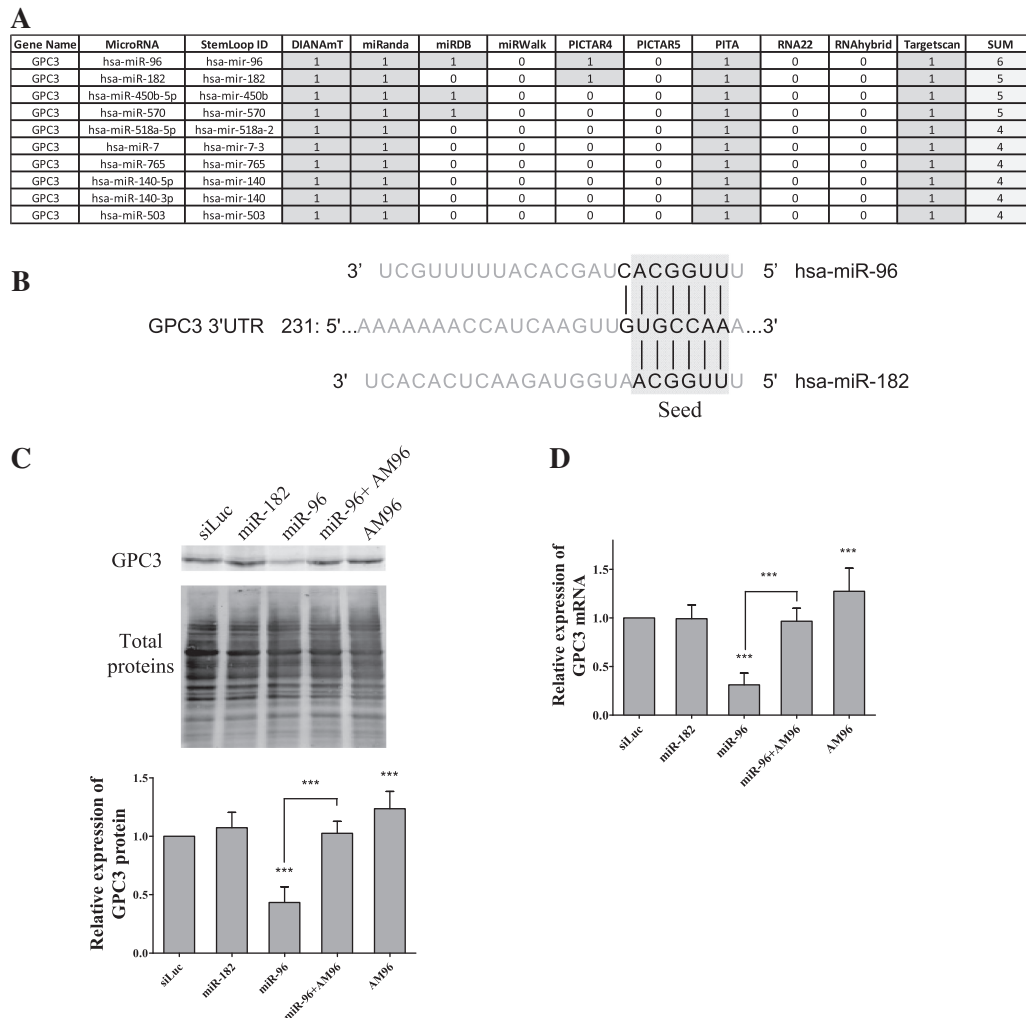 A
Gene Name MicroRNA StemLoop ID DIANAmT miRanda miRDB miRWalk PICTAR4 PICTAR5 PITA RNA22 RNAhybrid Targetscan SUM
GPC3 hsa-miR-96 hsa-mir-96 1 1 1 0 1 0 1 0 0 1 6
GPC3 hsa-miR-182 hsa-mir-182 1 1 0 0 1 0 1 0 0 1 5
GPC3 hsa-miR-450b-5p hsa-mir-450b 1 1 1 0 0 0 1 0 0 1 5
GPC3 hsa-miR-570 hsa-mir-570 1 1 1 0 0 0 1 0 0 1 5
GPC3 hsa-miR-518a-5p hsa-mir-518a-2 1 1 0 0 0 0 1 0 0 1 4
GPC3 hsa-miR-7 hsa-mir-7-3 1 1 0 0 0 0 1 0 0 1 4
GPC3 hsa-miR-765 hsa-mir-765 1 1 0 0 0 0 1 0 0 1 4
GPC3 hsa-miR-140-5p hsa-mir-140 1 1 0 0 0 0 1 0 0 1 4
GPC3 hsa-miR-140-3p hsa-mir-140 1 1 0 0 0 0 1 0 0 1 4
GPC3 hsa-miR-503 hsa-mir-503 1 1 0 0 0 0 1 0 0 1 4
B
3' UCGUUUUUACACGAUCACGGUUU 5' hsa-miR-96
GPC3 3'UTR 231: 5'...AAAAAAACCAUCAAGUUGUGCCAAA...3'
3' UCACACUCAAGAUGGUAACGGUUU 5' hsa-miR-182
Seed
C
siLuc miR-182 miR-96 miR-96+ AM96 AM96
GPC3
Total proteins
Relative expression of GPC3 protein
1.5
1.0
0.5
0.0
***
***
***
siLuc miR-182 miR-96 miR-96+AM96 AM96
D
Relative expression of GPC3 mRNA
1.5
1.0
0.5
0.0
***
***
***
siLuc miR-182 miR-96 miR-96+AM96 AM96